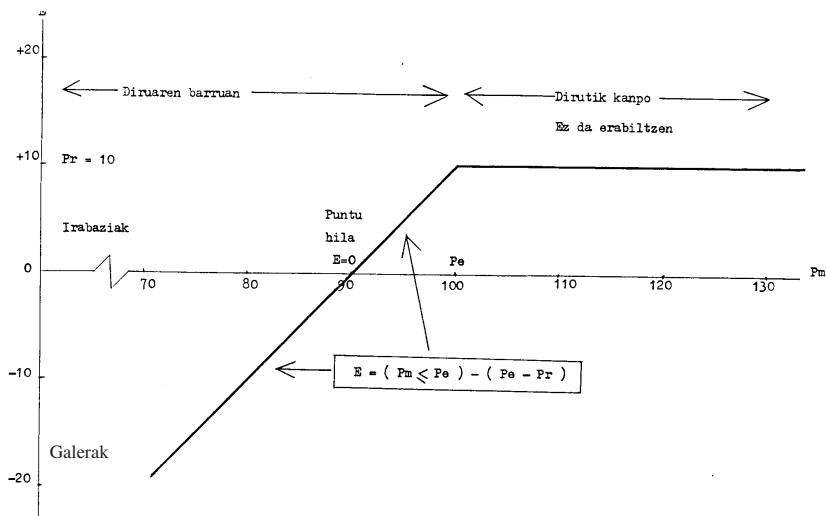 E
+20
Diruaren barruan
Dirutik kanpo
Ez da erabiltzen
+10
Pr = 10
Irabaziak
Puntu
hila
E=0
Pe
0
Pm
70
80
90
100
110
120
130
E = ( Pm ≤ Pe ) - ( Pe - Pr )
-10
Galerak
-20